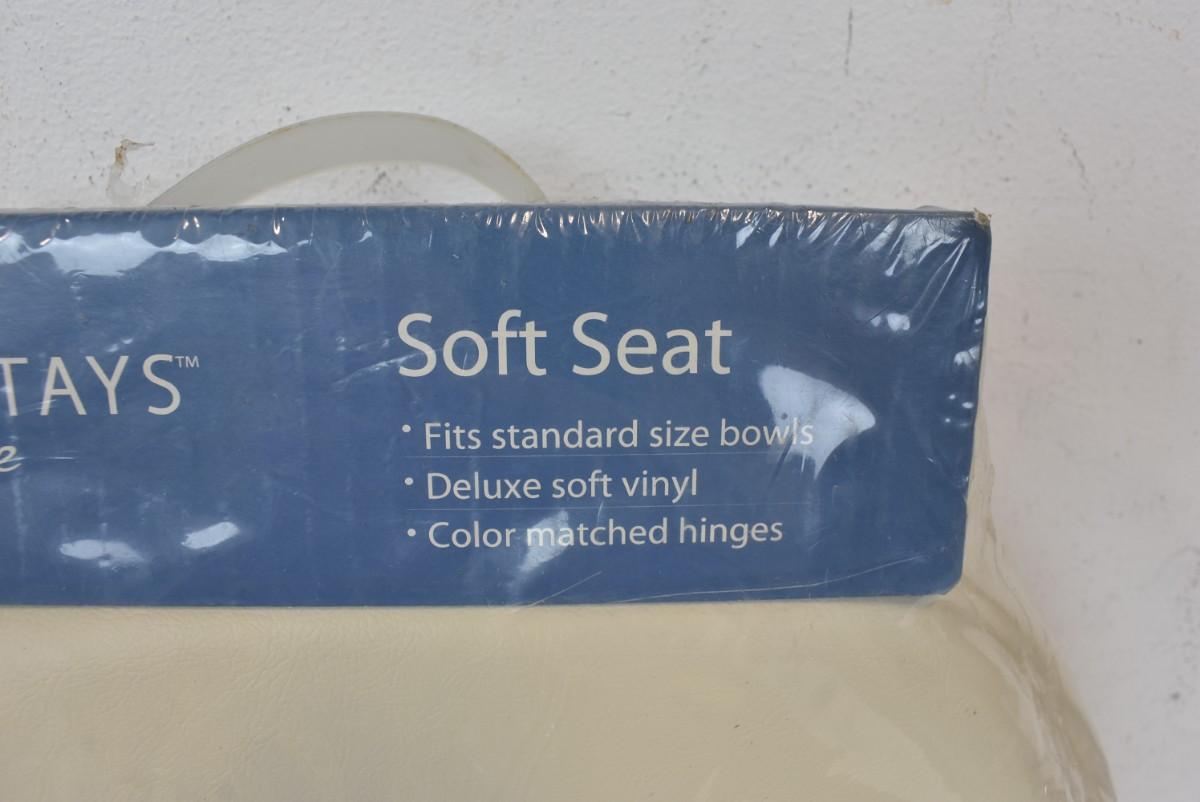 TAYS™
e
Soft Seat
• Fits standard size bowls
• Deluxe soft vinyl
• Color matched hinges